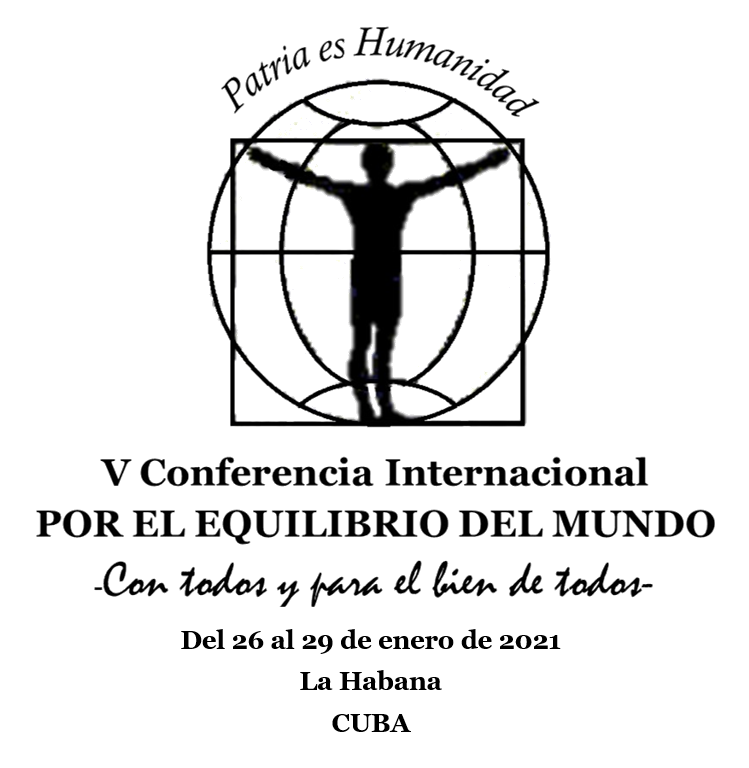 Patria es Humanidad
V Conferencia Internacional
POR EL EQUILIBRIO DEL MUNDO
-Con todos y para el bien de todos-
Del 26 al 29 de enero de 2021
La Habana
CUBA